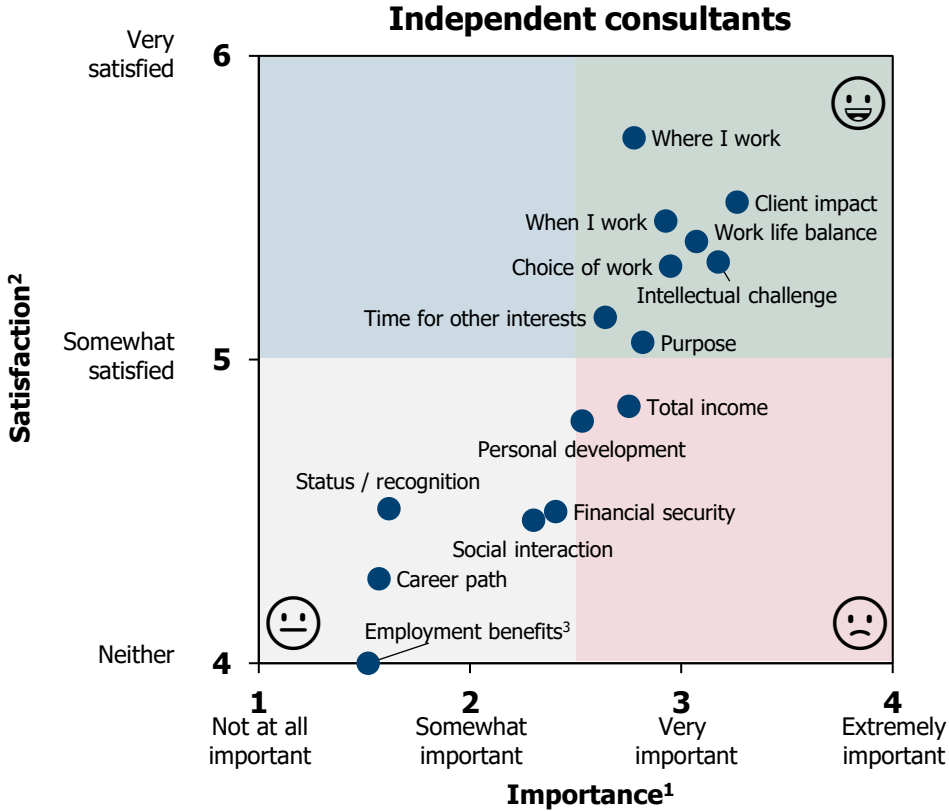 Independent consultants
Very
satisfied
6
Where I work
Client impact
When I work
Work life balance
Choice of work
Intellectual challenge
Time for other interests
Purpose
Satisfaction²
Somewhat
satisfied
5
Total income
Personal development
Status / recognition
Financial security
Social interaction
Career path
Employment benefits³
Neither
4
1
2
3
4
Not at all
important
Somewhat
important
Very
important
Extremely
important
Importance¹